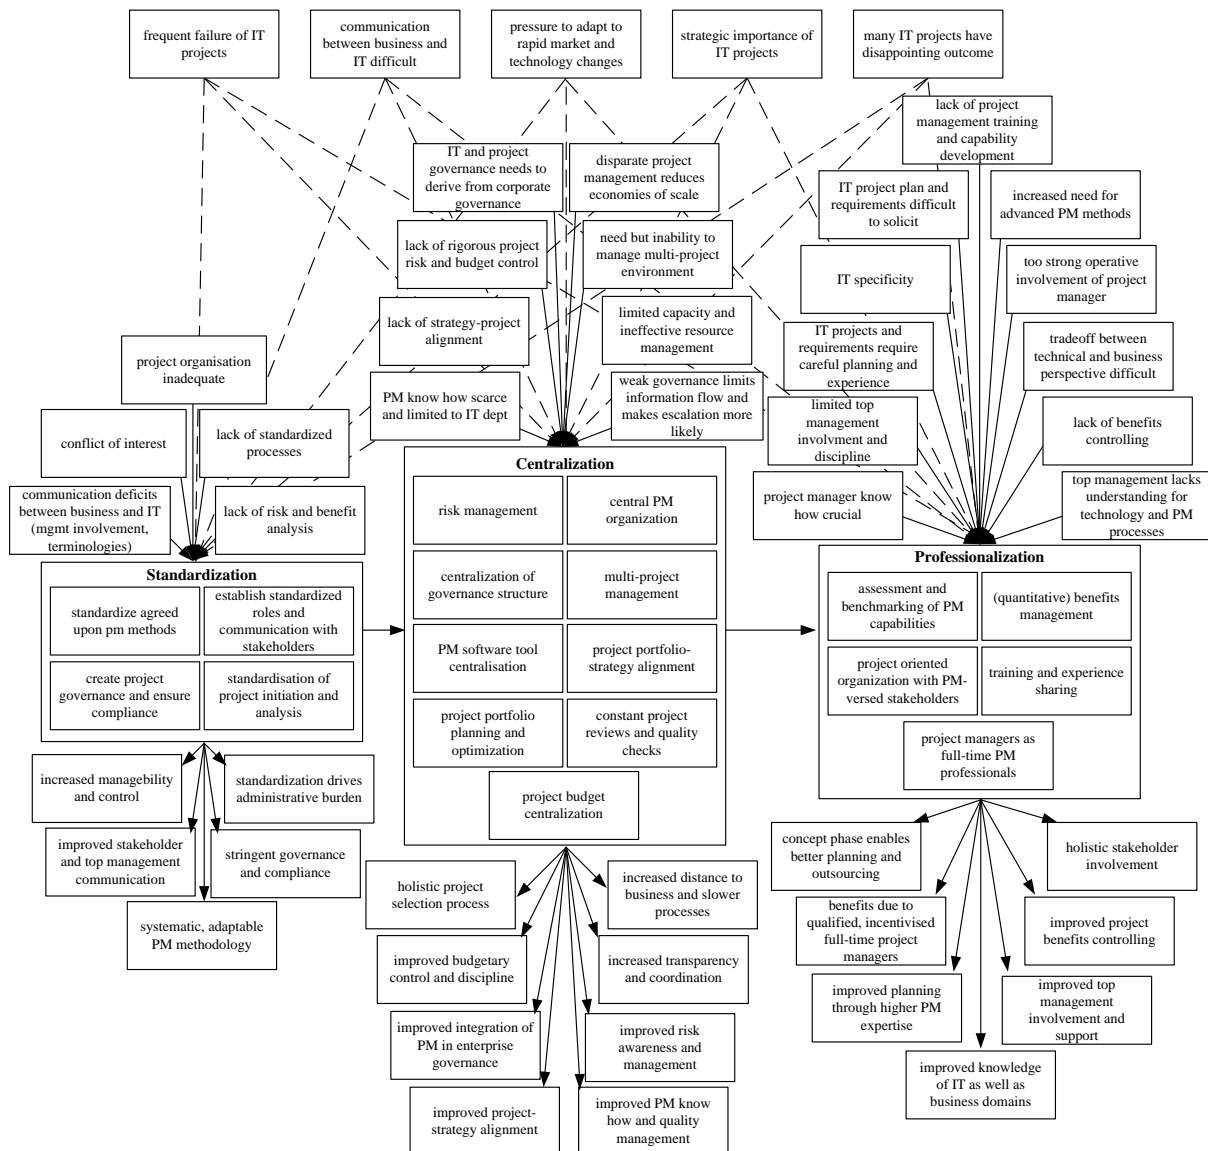 frequent failure of IT
projects
communication
between business and
IT difficult
pressure to adapt to
rapid market and
technology changes
strategic importance of
IT projects
many IT projects have
disappointing outcome
lack of project
management training
and capability
development
IT and project
governance needs to
derive from corporate
governance
disparate project
management reduces
economies of scale
IT project plan and
requirements difficult
to solicit
increased need for
advanced PM methods
lack of rigorous project
risk and budget control
need but inability to
manage multi-project
environment
IT specificity
too strong operative
involvement of project
manager
lack of strategy-project
alignment
limited capacity and
ineffective resource
management
IT projects and
requirements require
careful planning and
experience
tradeoff between
technical and business
perspective difficult
project organisation
inadequate
PM know how scarce
and limited to IT dept
weak governance limits
information flow and
makes escalation more
likely
limited top
management
involvment and
discipline
lack of benefits
controlling
conflict of interest
lack of standardized
processes
communication deficits
between business and IT
(mgmt involvement,
terminologies)
lack of risk and benefit
analysis
project manager know
how crucial
top management lacks
understanding for
technology and PM
processes
Standardization
standardize agreed
upon pm methods
establish standardized
roles and
communication with
stakeholders
create project
governance and ensure
compliance
standardisation of
project initiation and
analysis
Centralization
risk management
central PM
organization
centralization of
governance structure
multi-project
management
PM software tool
centralisation
project portfolio-
strategy alignment
project portfolio
planning and
optimization
constant project
reviews and quality
checks
project budget
centralization
Professionalization
assessment and
benchmarking of PM
capabilities
(quantitative) benefits
management
project oriented
organization with PM-
versed stakeholders
training and experience
sharing
project managers as
full-time PM
professionals
increased managebility
and control
standardization drives
administrative burden
improved stakeholder
and top management
communication
stringent governance
and compliance
systematic, adaptable
PM methodology
holistic project
selection process
increased distance to
business and slower
processes
improved budgetary
control and discipline
increased transparency
and coordination
improved integration of
PM in enterprise
governance
improved risk
awareness and
management
improved project-
strategy alignment
improved PM know
how and quality
management
concept phase enables
better planning and
outsourcing
holistic stakeholder
involvement
benefits due to
qualified, incentivised
full-time project
managers
improved project
benefits controlling
improved planning
through higher PM
expertise
improved top
management
involvement and
support
improved knowledge
of IT as well as
business domains